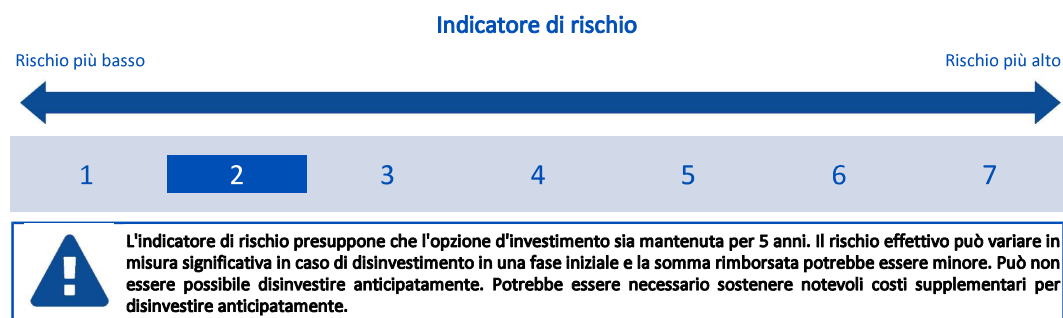 Indicatore di rischio
Rischio più basso Rischio più alto
1 2 3 4 5 6 7
L'indicatore di rischio presuppone che l'opzione d'investimento sia mantenuta per 5 anni. Il rischio effettivo può variare in
misura significativa in caso di disinvestimento in una fase iniziale e la somma rimborsata potrebbe essere minore. Può non
essere possibile disinvestire anticipatamente. Potrebbe essere necessario sostenere notevoli costi supplementari per
disinvestire anticipatamente.